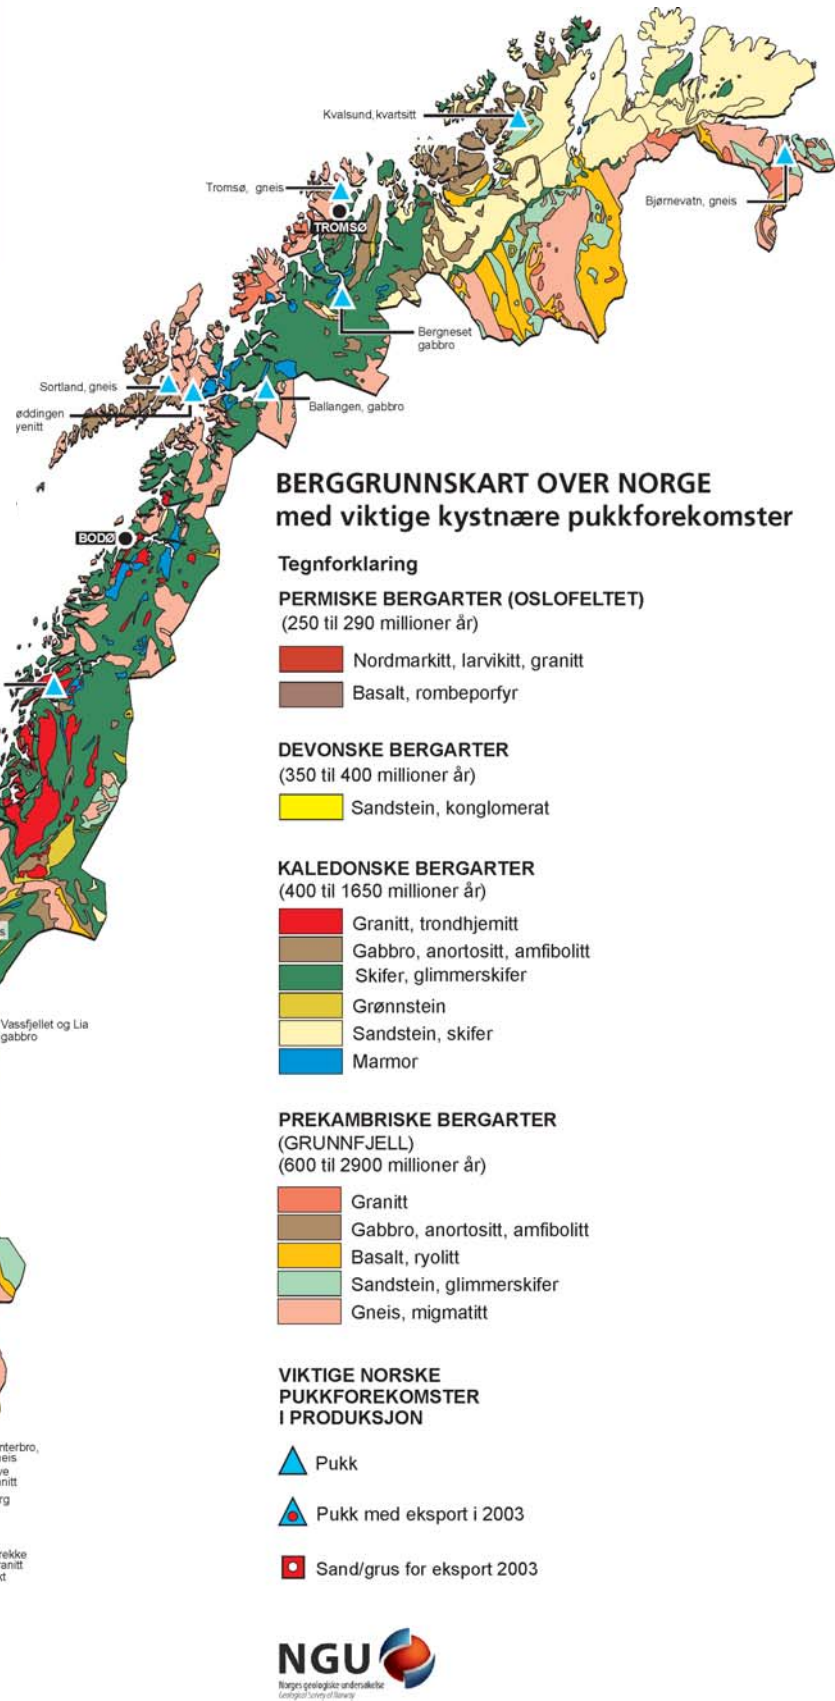 Kvalsund, kvartsitt
Tromsø, gneis
TROMSØ
Bjørnevatn, gneis
Bergneset
gabbro
Sortland, gneis
Ballangen, gabbro
BODØ
BERGGRUNNSKART OVER NORGE
med viktige kystnære pukkforekomster
Tegnforklaring
PERMISKE BERGARTER (OSLOFELTET)
(250 til 290 millioner år)
Nordmarkitt, larvikitt, granitt
Basalt, rombeporfyr
DEVONSKE BERGARTER
(350 til 400 millioner år)
Sandstein, konglomerat
KALEDONSKE BERGARTER
(400 til 1650 millioner år)
Granitt, trondhjemitt
Gabbro, anortositt, amfibolitt
Skifer, glimmerskifer
Grønnstein
Sandstein, skifer
Marmor
Vassfjellet og Lia
gabbro
PREKAMBRISKE BERGARTER
(GRUNNFJELL)
(600 til 2900 millioner år)
Granitt
Gabbro, anortositt, amfibolitt
Basalt, ryolitt
Sandstein, glimmerskifer
Gneis, migmatitt
VIKTIGE NORSKE
PUKKFOREKOMSTER
I PRODUKSJON
Pukk
Pukk med eksport i 2003
Sand/grus for eksport 2003
NGU
Norges geologiske undersøkelse
Geological Survey of Norway